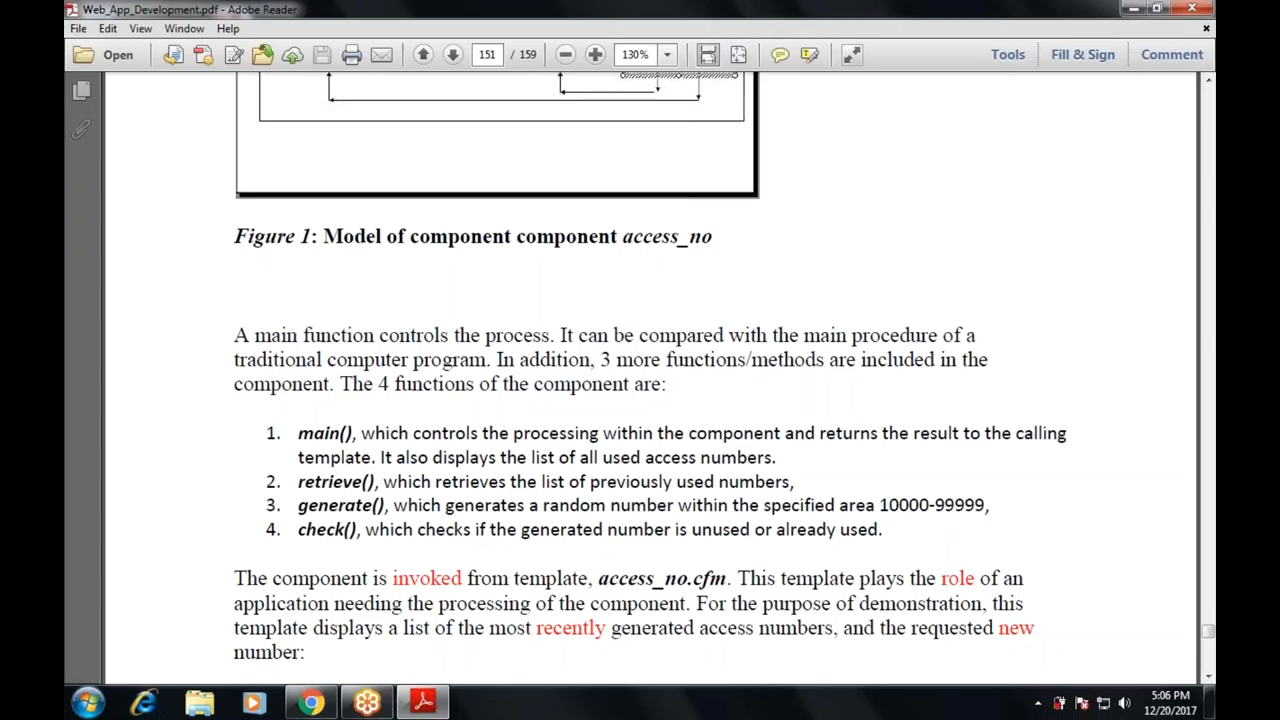 Web_App_Development.pdf - Adobe Reader
File Edit View Window Help
Open 151 / 159 130% Tools Fill & Sign Comment
Figure 1: Model of component component access_no
A main function controls the process. It can be compared with the main procedure of a
traditional computer program. In addition, 3 more functions/methods are included in the
component. The 4 functions of the component are:
1. main(), which controls the processing within the component and returns the result to the calling
template. It also displays the list of all used access numbers.
2. retrieve(), which retrieves the list of previously used numbers,
3. generate(), which generates a random number within the specified area 10000-99999,
4. check(), which checks if the generated number is unused or already used.
The component is invoked from template, access_no.cfm. This template plays the role of an
application needing the processing of the component. For the purpose of demonstration, this
template displays a list of the most recently generated access numbers, and the requested new
number:
5:06 PM
12/20/2017